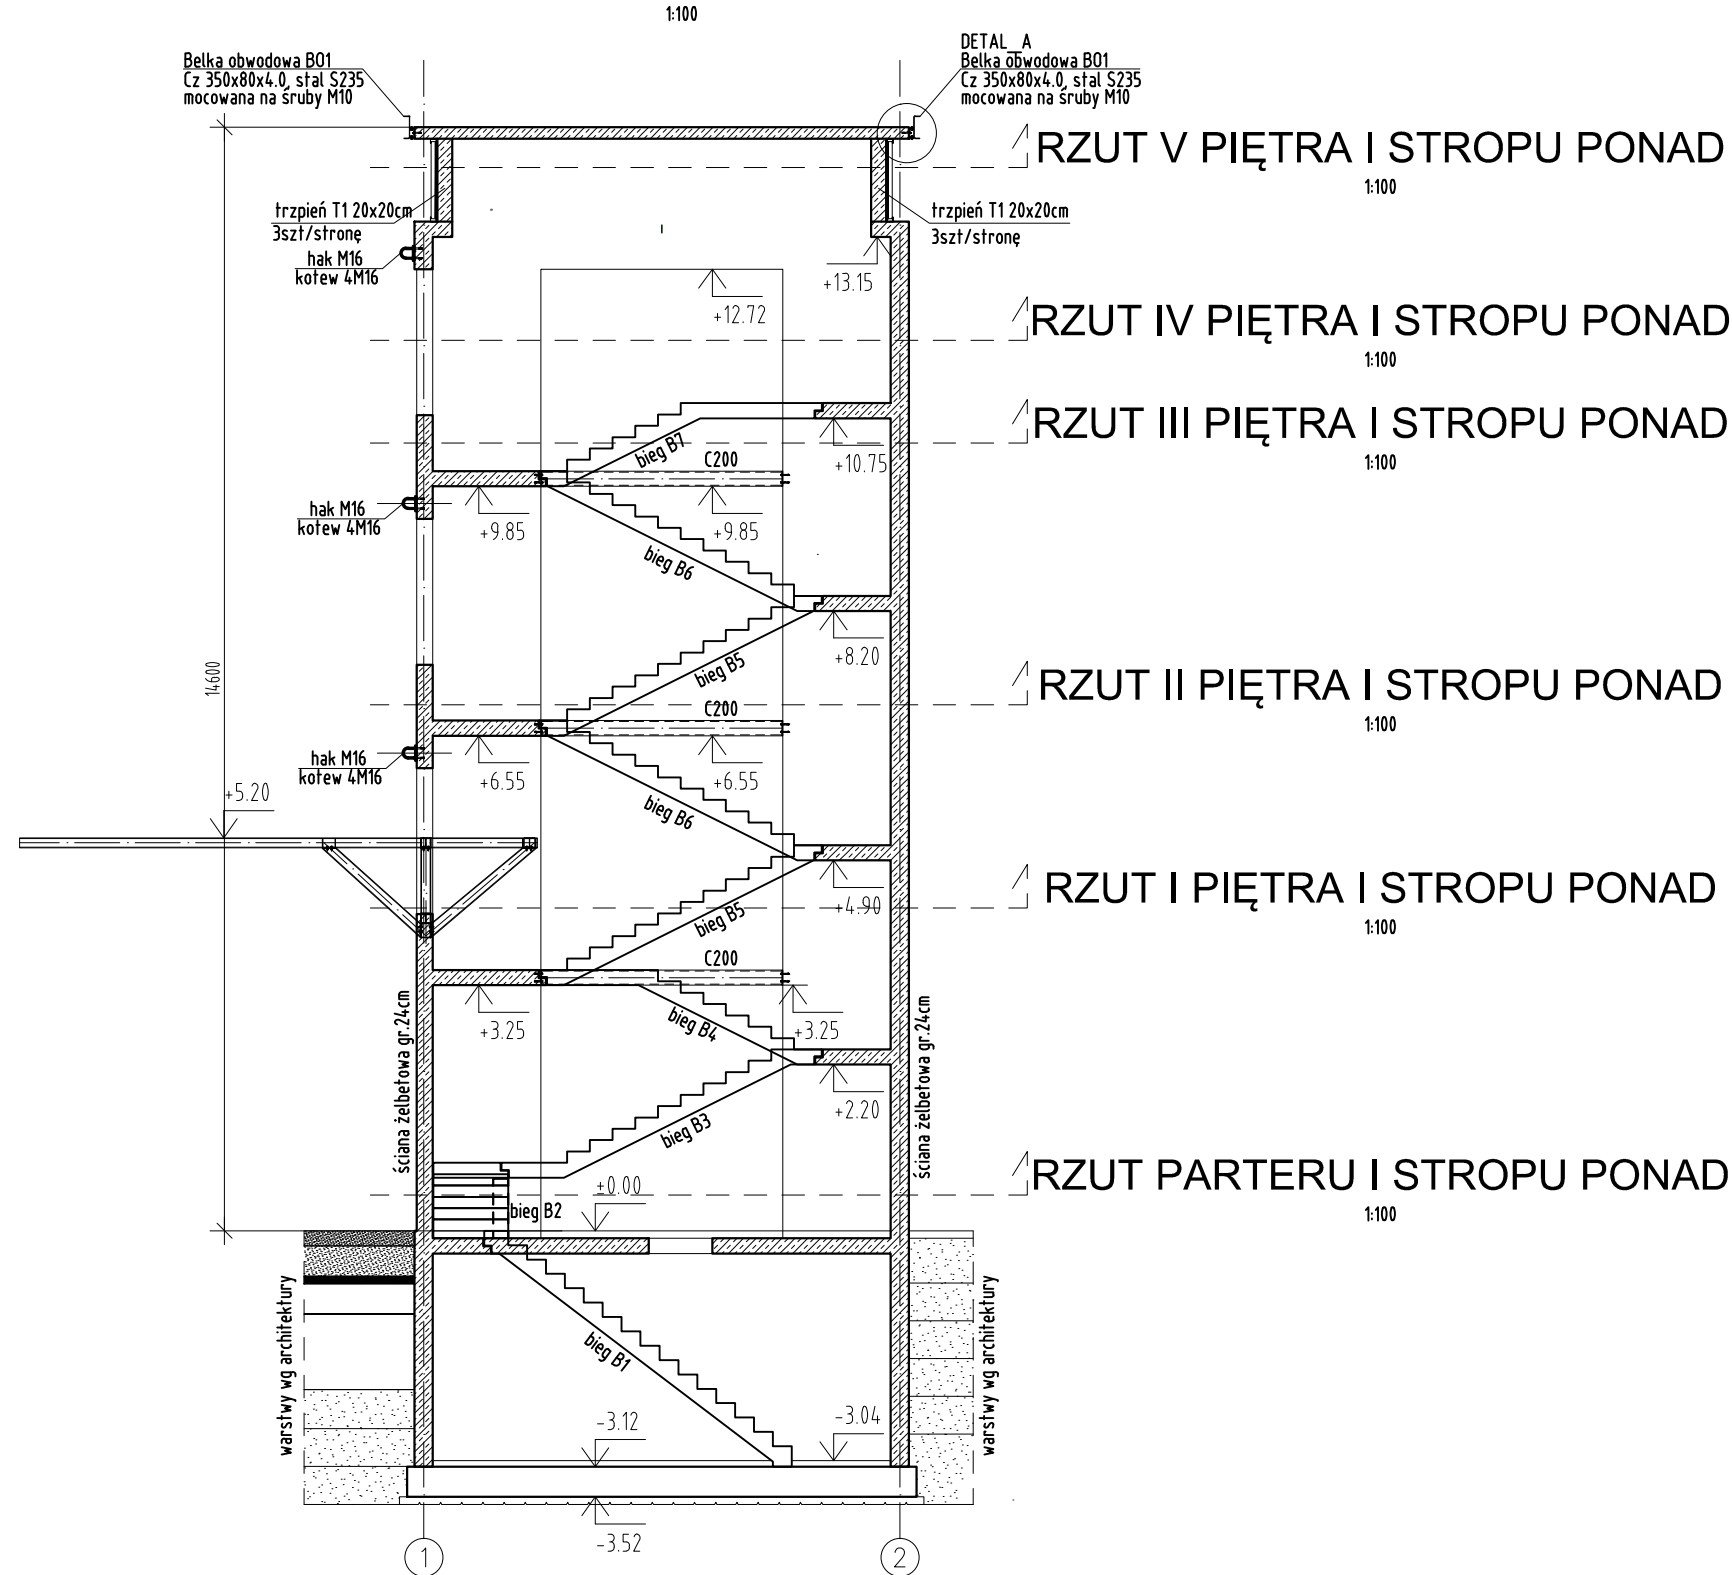 1:100
Belka obwodowa BO1
Cz 350x80x4.0, stal S235
mocowana na śruby M10
DETAL_A
Belka obwodowa BO1
Cz 350x80x4.0, stal S235
mocowana na śruby M10
RZUT V PIĘTRA I STROPU PONAD
1:100
trzpień T1 20x20cm
3szt/stronę
trzpień T1 20x20cm
3szt/stronę
hak M16
kotew 4M16
+13.15
+12.72
RZUT IV PIĘTRA I STROPU PONAD
1:100
RZUT III PIĘTRA I STROPU PONAD
1:100
bieg B7
C200
+10.75
hak M16
kotew 4M16
+9.85
+9.85
bieg B6
+8.20
bieg B5
14600
RZUT II PIĘTRA I STROPU PONAD
1:100
C200
hak M16
kotew 4M16
+6.55
+6.55
+5.20
bieg B6
RZUT I PIĘTRA I STROPU PONAD
1:100
+4.90
bieg B5
C200
ściana żelbetowa gr.24cm
+3.25
bieg B4
+3.25
ściana żelbetowa gr.24cm
+2.20
bieg B3
RZUT PARTERU I STROPU PONAD
1:100
±0.00
bieg B2
warstwy wg architektury
bieg B1
warstwy wg architektury
-3.12
-3.04
-3.52
1
2